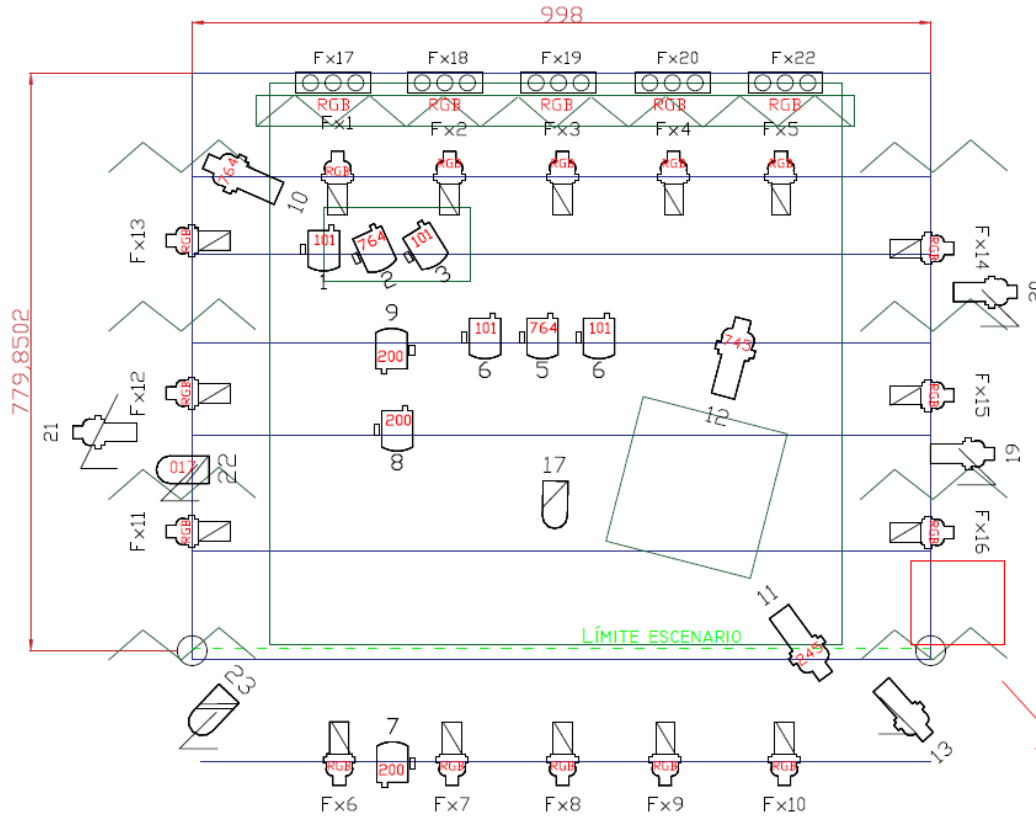 998
Fx17 Fx18 Fx19 Fx20 Fx22
RGB RGB RGB RGB RGB
Fx1 Fx2 Fx3 Fx4 Fx5
RGB RGB RGB RGB RGB
764
10
Fx13
RGB
101 764 101
1 2 3
RGB
Fx14
20
779,8502
9
200
101 764 101
6 5 6
743
12
Fx12
RGB
RGB
Fx15
21
200
8
017
22
17
19
Fx11
RGB
RGB
Fx16
11
LÍMITE ESCENARIO
245
23
13
7
RGB 200 RGB RGB RGB RGB
Fx6 Fx7 Fx8 Fx9 Fx10